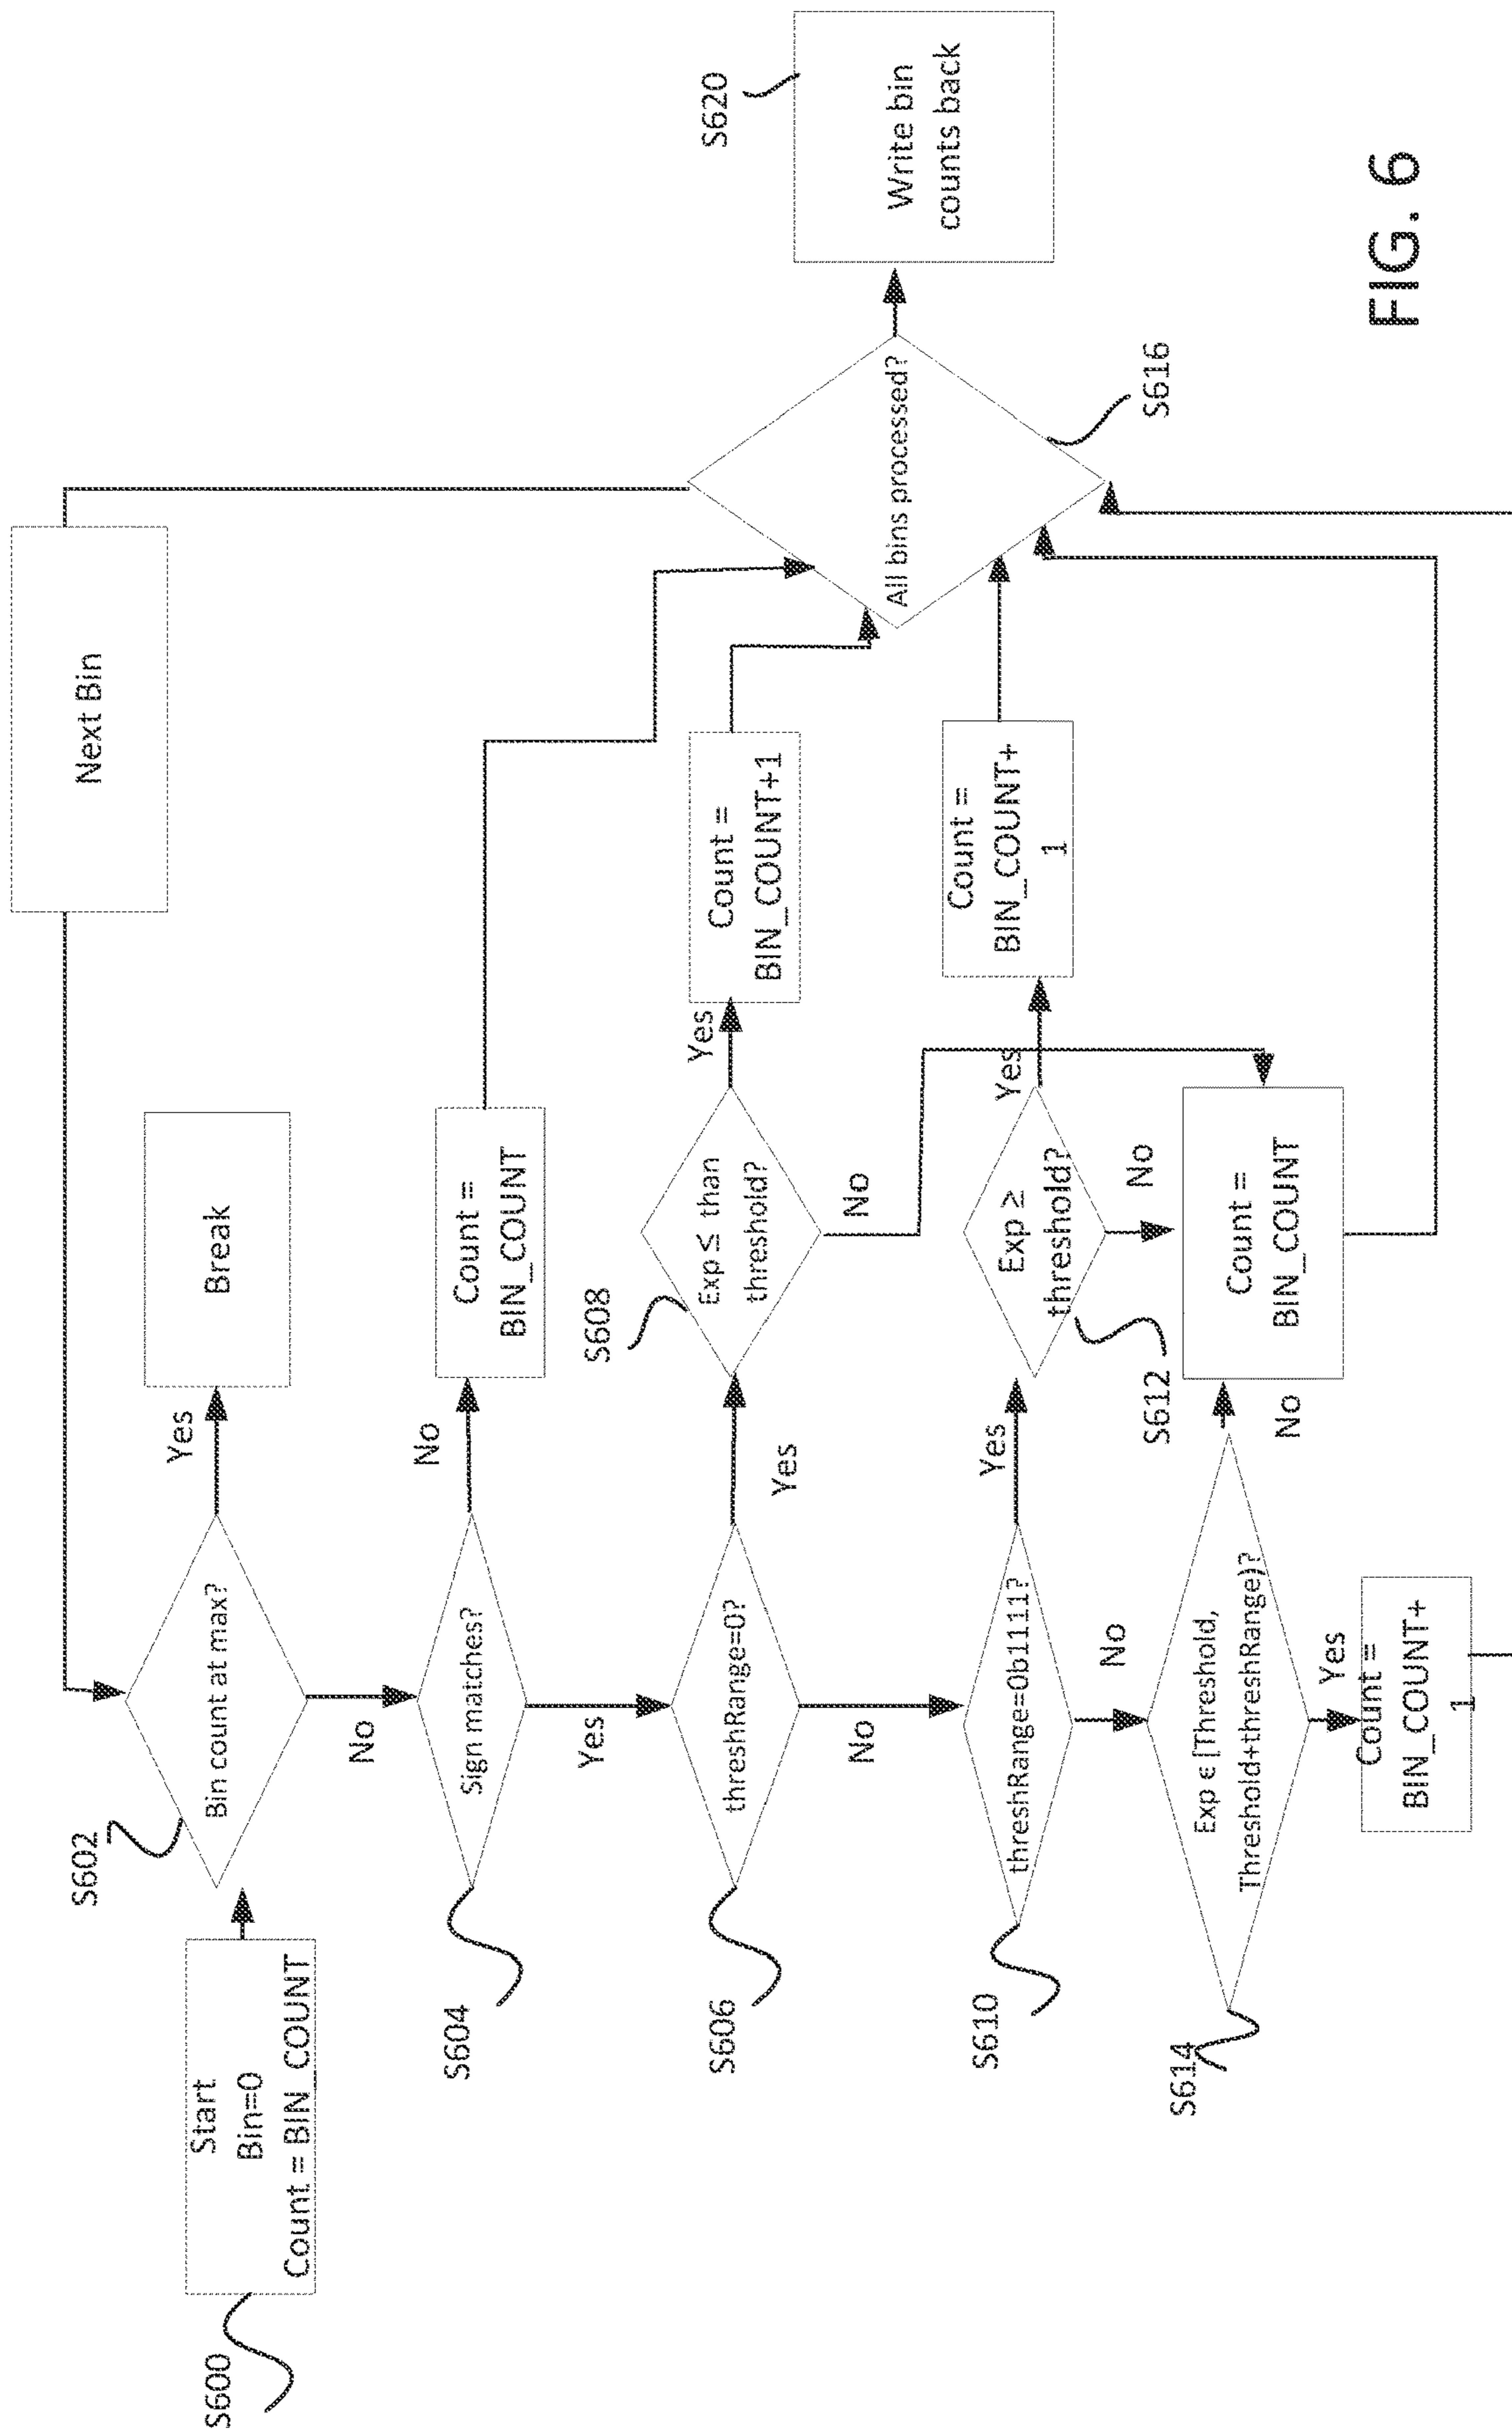 S600
Start
Bin=0
Count = BIN_COUNT
S602
Bin count at max?
Yes
Break
Next Bin
No
S604
Sign matches?
No
Count =
BIN_COUNT
Yes
S606
threshRange=0?
Yes
S608
Exp ≤ than
threshold?
Yes
Count =
BIN_COUNT+1
No
No
S610
threshRange=0b1111?
Yes
Exp ≥
threshold?
S612
Yes
Count =
BIN_COUNT+
1
No
No
S614
Exp ϵ [Threshold,
Threshold+threshRange)?
No
Count =
BIN_COUNT
Yes
Count =
BIN_COUNT+
1
All bins processed?
S616
Write bin
counts back
S620
FIG. 6